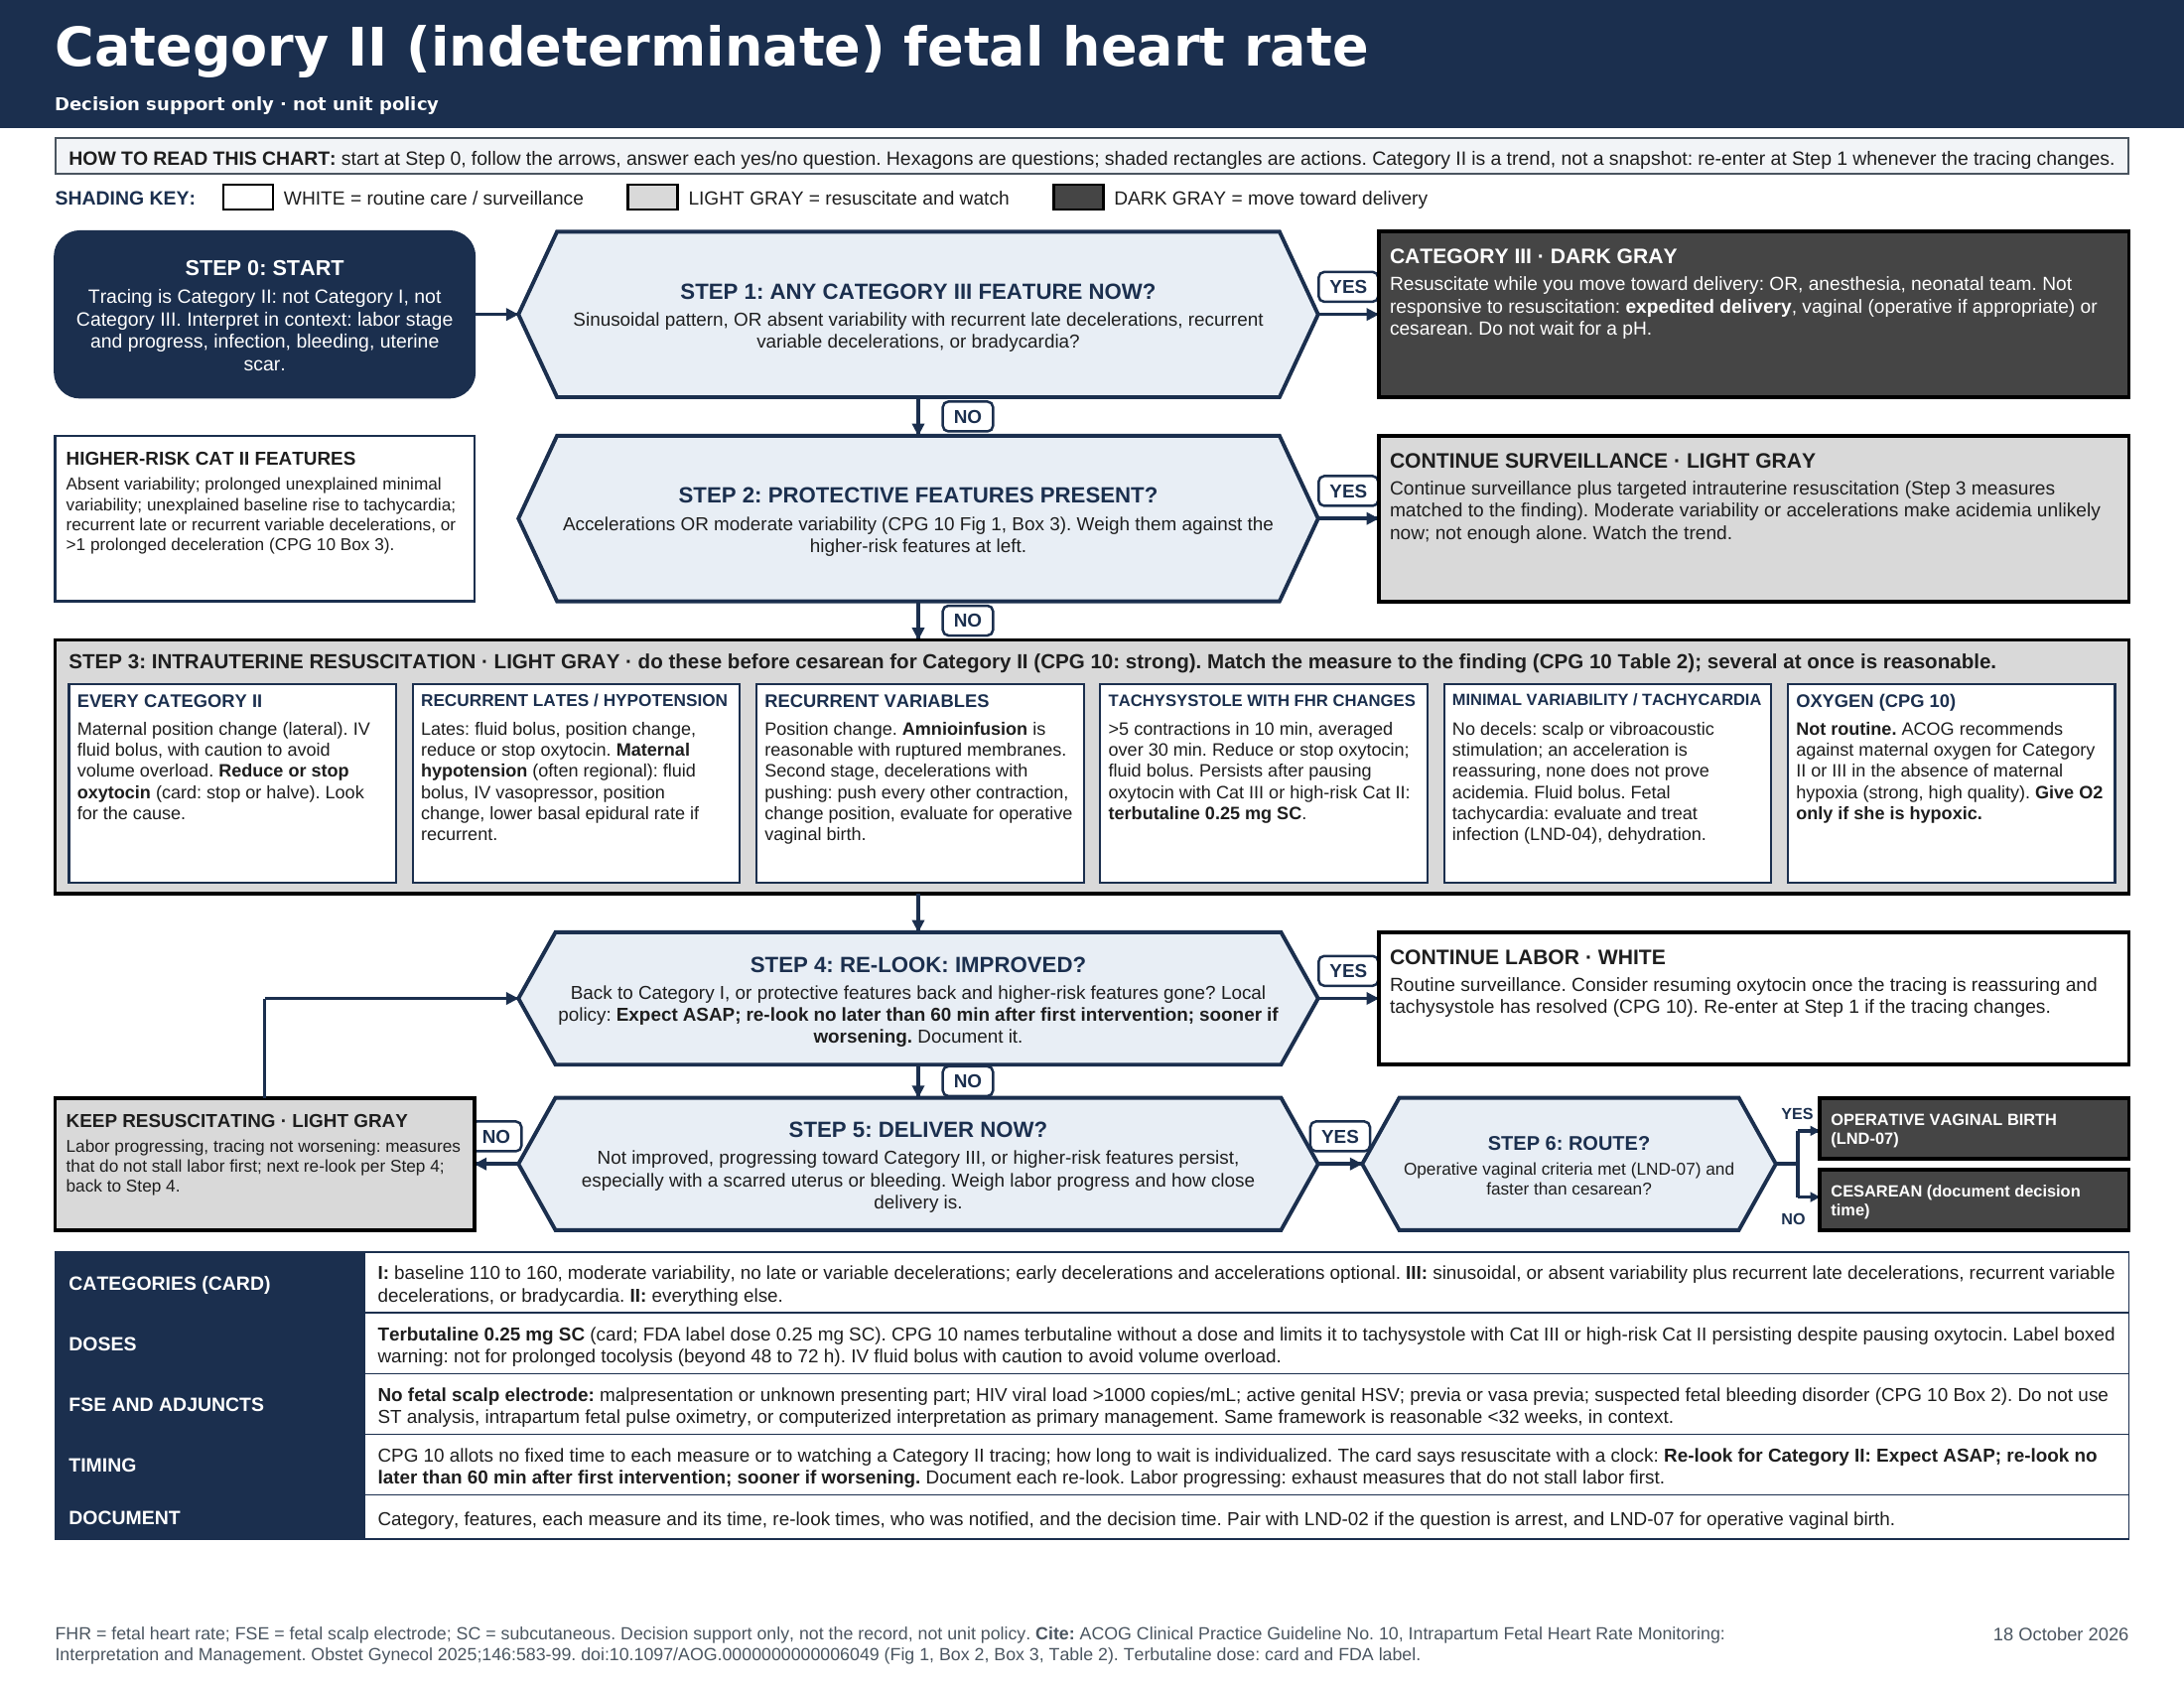 Category II (indeterminate) fetal heart rate
Decision support only · not unit policy
HOW TO READ THIS CHART: start at Step 0, follow the arrows, answer each yes/no question. Hexagons are questions; shaded rectangles are actions. Category II is a trend, not a snapshot: re-enter at Step 1 whenever the tracing changes.
SHADING KEY:
WHITE = routine care / surveillance
LIGHT GRAY = resuscitate and watch
DARK GRAY = move toward delivery
STEP 0: START
Tracing is Category II: not Category I, not
Category III. Interpret in context: labor stage
and progress, infection, bleeding, uterine
scar.
STEP 1: ANY CATEGORY III FEATURE NOW?
Sinusoidal pattern, OR absent variability with recurrent late decelerations, recurrent
variable decelerations, or bradycardia?
YES
CATEGORY III · DARK GRAY
Resuscitate while you move toward delivery: OR, anesthesia, neonatal team. Not
responsive to resuscitation: expedited delivery, vaginal (operative if appropriate) or
cesarean. Do not wait for a pH.
NO
HIGHER-RISK CAT II FEATURES
Absent variability; prolonged unexplained minimal
variability; unexplained baseline rise to tachycardia;
recurrent late or recurrent variable decelerations, or
>1 prolonged deceleration (CPG 10 Box 3).
STEP 2: PROTECTIVE FEATURES PRESENT?
Accelerations OR moderate variability (CPG 10 Fig 1, Box 3). Weigh them against the
higher-risk features at left.
YES
CONTINUE SURVEILLANCE · LIGHT GRAY
Continue surveillance plus targeted intrauterine resuscitation (Step 3 measures
matched to the finding). Moderate variability or accelerations make acidemia unlikely
now; not enough alone. Watch the trend.
NO
STEP 3: INTRAUTERINE RESUSCITATION · LIGHT GRAY · do these before cesarean for Category II (CPG 10: strong). Match the measure to the finding (CPG 10 Table 2); several at once is reasonable.
EVERY CATEGORY II
Maternal position change (lateral). IV
fluid bolus, with caution to avoid
volume overload. Reduce or stop
oxytocin (card: stop or halve). Look
for the cause.
RECURRENT LATES / HYPOTENSION
Lates: fluid bolus, position change,
reduce or stop oxytocin. Maternal
hypotension (often regional): fluid
bolus, IV vasopressor, position
change, lower basal epidural rate if
recurrent.
RECURRENT VARIABLES
Position change. Amnioinfusion is
reasonable with ruptured membranes.
Second stage, decelerations with
pushing: push every other contraction,
change position, evaluate for operative
vaginal birth.
TACHYSYSTOLE WITH FHR CHANGES
>5 contractions in 10 min, averaged
over 30 min. Reduce or stop oxytocin;
fluid bolus. Persists after pausing
oxytocin with Cat III or high-risk Cat II:
terbutaline 0.25 mg SC.
MINIMAL VARIABILITY / TACHYCARDIA
No decels: scalp or vibroacoustic
stimulation; an acceleration is
reassuring, none does not prove
acidemia. Fluid bolus. Fetal
tachycardia: evaluate and treat
infection (LND-04), dehydration.
OXYGEN (CPG 10)
Not routine. ACOG recommends
against maternal oxygen for Category
II or III in the absence of maternal
hypoxia (strong, high quality). Give O2
only if she is hypoxic.
STEP 4: RE-LOOK: IMPROVED?
Back to Category I, or protective features back and higher-risk features gone? Local
policy: Expect ASAP; re-look no later than 60 min after first intervention; sooner if
worsening. Document it.
YES
CONTINUE LABOR · WHITE
Routine surveillance. Consider resuming oxytocin once the tracing is reassuring and
tachysystole has resolved (CPG 10). Re-enter at Step 1 if the tracing changes.
NO
KEEP RESUSCITATING · LIGHT GRAY
Labor progressing, tracing not worsening: measures
that do not stall labor first; next re-look per Step 4;
back to Step 4.
NO
STEP 5: DELIVER NOW?
Not improved, progressing toward Category III, or higher-risk features persist,
especially with a scarred uterus or bleeding. Weigh labor progress and how close
delivery is.
YES
STEP 6: ROUTE?
Operative vaginal criteria met (LND-07) and
faster than cesarean?
YES
OPERATIVE VAGINAL BIRTH
(LND-07)
NO
CESAREAN (document decision
time)
CATEGORIES (CARD)
I: baseline 110 to 160, moderate variability, no late or variable decelerations; early decelerations and accelerations optional. III: sinusoidal, or absent variability plus recurrent late decelerations, recurrent variable
decelerations, or bradycardia. II: everything else.
DOSES
Terbutaline 0.25 mg SC (card; FDA label dose 0.25 mg SC). CPG 10 names terbutaline without a dose and limits it to tachysystole with Cat III or high-risk Cat II persisting despite pausing oxytocin. Label boxed
warning: not for prolonged tocolysis (beyond 48 to 72 h). IV fluid bolus with caution to avoid volume overload.
FSE AND ADJUNCTS
No fetal scalp electrode: malpresentation or unknown presenting part; HIV viral load >1000 copies/mL; active genital HSV; previa or vasa previa; suspected fetal bleeding disorder (CPG 10 Box 2). Do not use
ST analysis, intrapartum fetal pulse oximetry, or computerized interpretation as primary management. Same framework is reasonable <32 weeks, in context.
TIMING
CPG 10 allots no fixed time to each measure or to watching a Category II tracing; how long to wait is individualized. The card says resuscitate with a clock: Re-look for Category II: Expect ASAP; re-look no
later than 60 min after first intervention; sooner if worsening. Document each re-look. Labor progressing: exhaust measures that do not stall labor first.
DOCUMENT
Category, features, each measure and its time, re-look times, who was notified, and the decision time. Pair with LND-02 if the question is arrest, and LND-07 for operative vaginal birth.
FHR = fetal heart rate; FSE = fetal scalp electrode; SC = subcutaneous. Decision support only, not the record, not unit policy. Cite: ACOG Clinical Practice Guideline No. 10, Intrapartum Fetal Heart Rate Monitoring:
Interpretation and Management. Obstet Gynecol 2025;146:583-99. doi:10.1097/AOG.0000000000006049 (Fig 1, Box 2, Box 3, Table 2). Terbutaline dose: card and FDA label.
18 October 2026